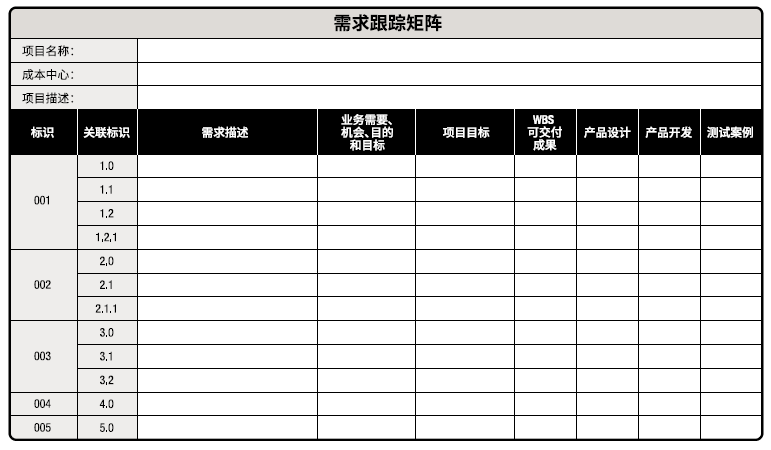 需求跟踪矩阵
项目名称：
成本中心：
项目描述：
标识 关联标识 需求描述 业务需要、机会、目的和目标 项目目标 WBS可交付成果 产品设计 产品开发 测试案例
001 1.0
1.1
1.2
1.2.1
002 2.0
2.1
2.1.1
003 3.0
3.1
3.2
004 4.0
005 5.0